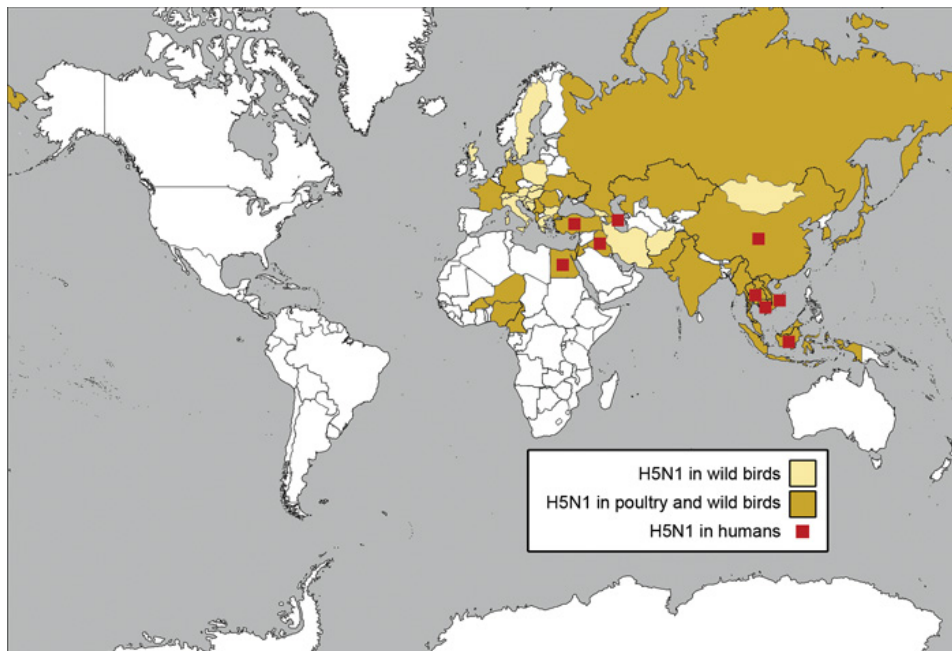 H5N1 in wild birds
H5N1 in poultry and wild birds
H5N1 in humans